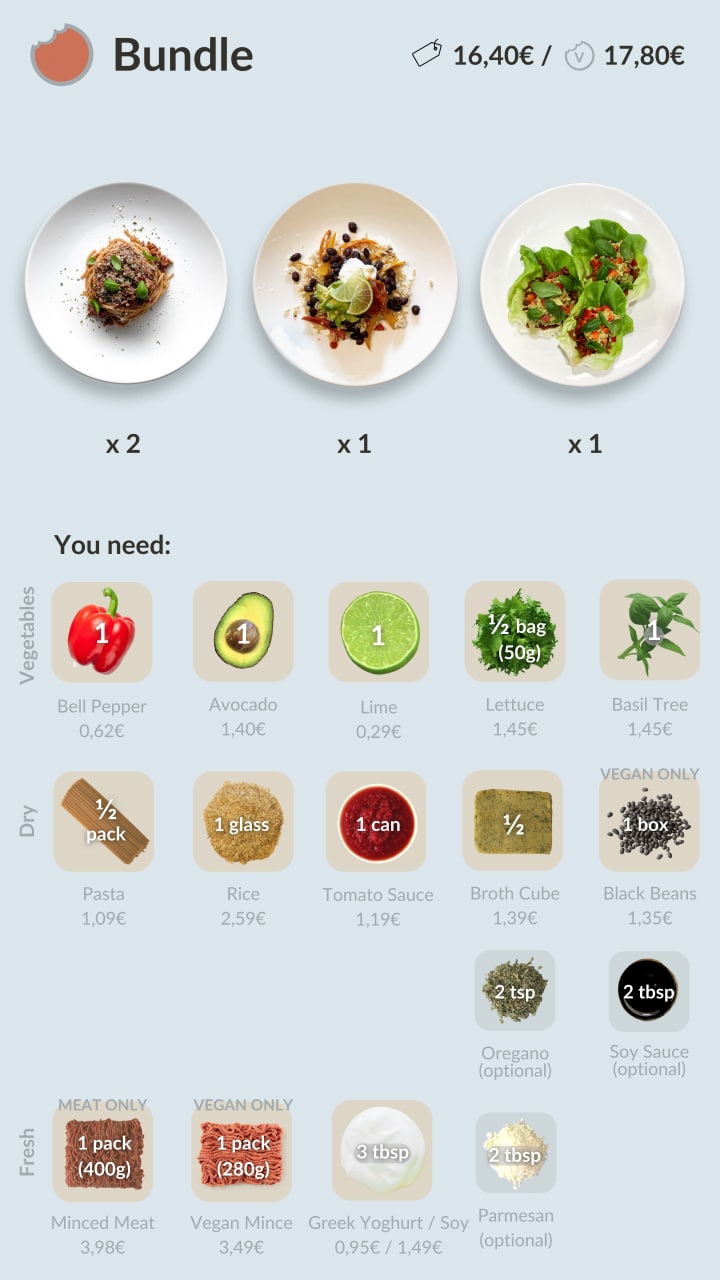 Bundle
16,40€ / V 17,80€
x 2
x 1
x 1
You need:
Vegetables
1
1
1
½ bag
(50g)
1
Bell Pepper
0,62€
Avocado
1,40€
Lime
0,29€
Lettuce
1,45€
Basil Tree
1,45€
Dry
VEGAN ONLY
½
pack
1 glass
1 can
½
1 box
Pasta
1,09€
Rice
2,59€
Tomato Sauce
1,19€
Broth Cube
1,39€
Black Beans
1,35€
2 tsp
2 tbsp
Oregano
(optional)
Soy Sauce
(optional)
Fresh
MEAT ONLY
VEGAN ONLY
1 pack
(400g)
1 pack
(280g)
3 tbsp
2 tbsp
Minced Meat
3,98€
Vegan Mince
3,49€
Greek Yoghurt / Soy
0,95€ / 1,49€
Parmesan
(optional)